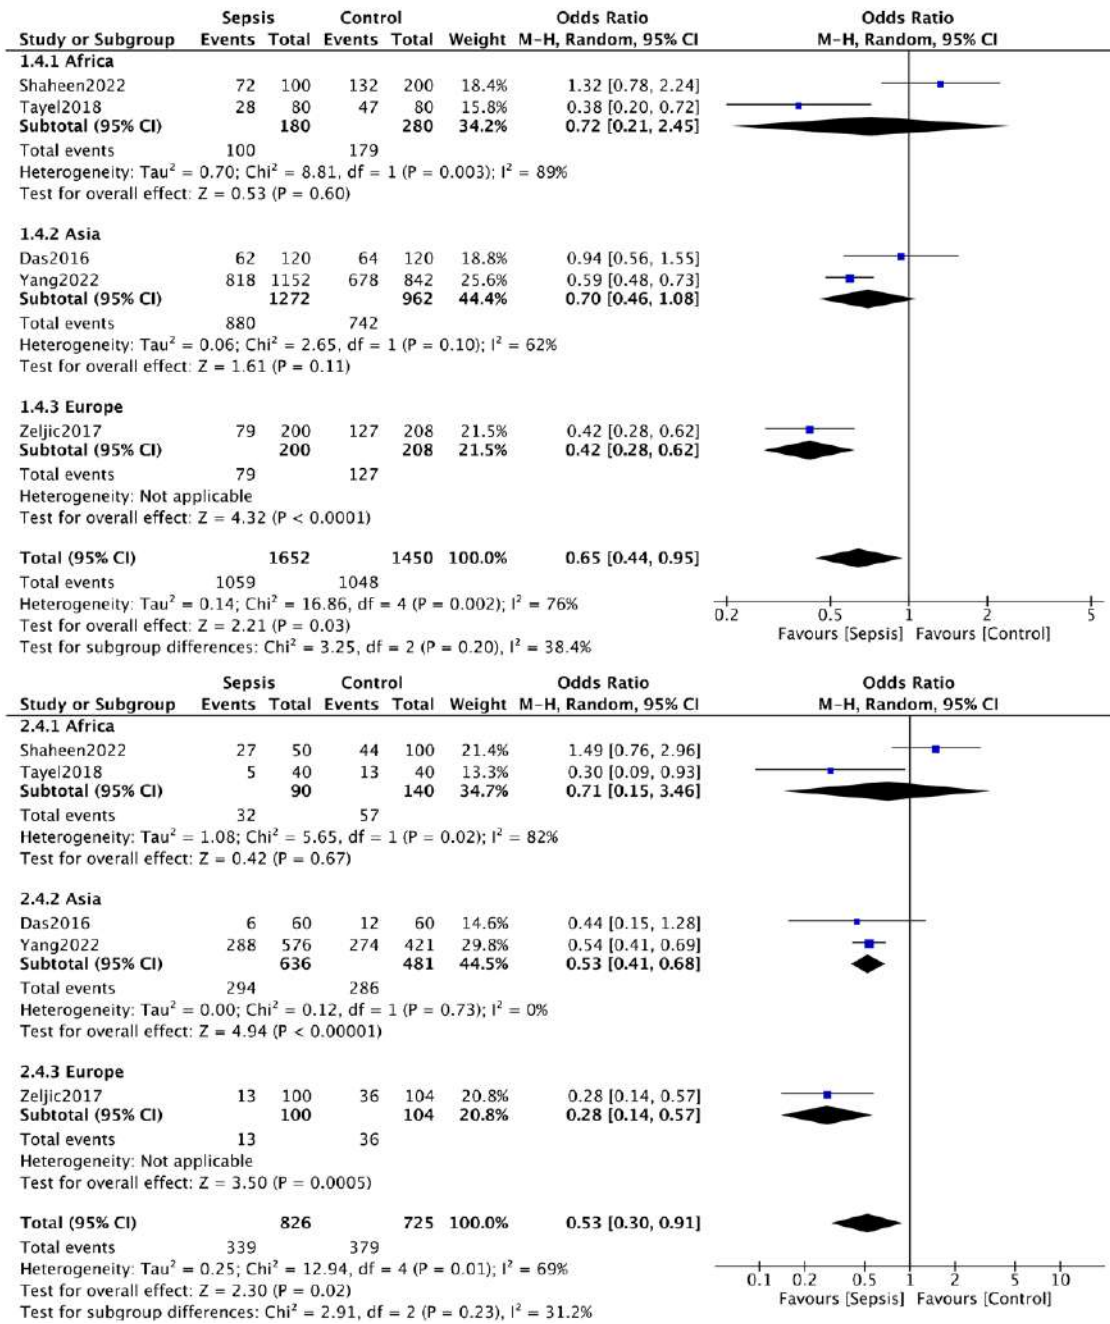 Sepsis Control Odds Ratio Odds Ratio
Study or Subgroup Events Total Events Total Weight M-H, Random, 95% CI M-H, Random, 95% CI
1.4.1 Africa
Shaheen2022 72 100 132 200 18.4% 1.32 [0.78, 2.24]
Tayel2018 28 80 47 80 15.8% 0.38 [0.20, 0.72]
Subtotal (95% CI) 180 280 34.2% 0.72 [0.21, 2.45]
Total events 100 179
Heterogeneity: Tau² = 0.70; Chi² = 8.81, df = 1 (P = 0.003); I² = 89%
Test for overall effect: Z = 0.53 (P = 0.60)
1.4.2 Asia
Das2016 62 120 64 120 18.8% 0.94 [0.56, 1.55]
Yang2022 818 1152 678 842 25.6% 0.59 [0.48, 0.73]
Subtotal (95% CI) 1272 962 44.4% 0.70 [0.46, 1.08]
Total events 880 742
Heterogeneity: Tau² = 0.06; Chi² = 2.65, df = 1 (P = 0.10); I² = 62%
Test for overall effect: Z = 1.61 (P = 0.11)
1.4.3 Europe
Zeljic2017 79 200 127 208 21.5% 0.42 [0.28, 0.62]
Subtotal (95% CI) 200 208 21.5% 0.42 [0.28, 0.62]
Total events 79 127
Heterogeneity: Not applicable
Test for overall effect: Z = 4.32 (P < 0.0001)
Total (95% CI) 1652 1450 100.0% 0.65 [0.44, 0.95]
Total events 1059 1048
Heterogeneity: Tau² = 0.14; Chi² = 16.86, df = 4 (P = 0.002); I² = 76%
Test for overall effect: Z = 2.21 (P = 0.03)
Test for subgroup differences: Chi² = 3.25, df = 2 (P = 0.20), I² = 38.4%
0.2 0.5 1 2 5
Favours [Sepsis] Favours [Control]
Sepsis Control Odds Ratio Odds Ratio
Study or Subgroup Events Total Events Total Weight M-H, Random, 95% CI M-H, Random, 95% CI
2.4.1 Africa
Shaheen2022 27 50 44 100 21.4% 1.49 [0.76, 2.96]
Tayel2018 5 40 13 40 13.3% 0.30 [0.09, 0.93]
Subtotal (95% CI) 90 140 34.7% 0.71 [0.15, 3.46]
Total events 32 57
Heterogeneity: Tau² = 1.08; Chi² = 5.65, df = 1 (P = 0.02); I² = 82%
Test for overall effect: Z = 0.42 (P = 0.67)
2.4.2 Asia
Das2016 6 60 12 60 14.6% 0.44 [0.15, 1.28]
Yang2022 288 576 274 421 29.8% 0.54 [0.41, 0.69]
Subtotal (95% CI) 636 481 44.5% 0.53 [0.41, 0.68]
Total events 294 286
Heterogeneity: Tau² = 0.00; Chi² = 0.12, df = 1 (P = 0.73); I² = 0%
Test for overall effect: Z = 4.94 (P < 0.00001)
2.4.3 Europe
Zeljic2017 13 100 36 104 20.8% 0.28 [0.14, 0.57]
Subtotal (95% CI) 100 104 20.8% 0.28 [0.14, 0.57]
Total events 13 36
Heterogeneity: Not applicable
Test for overall effect: Z = 3.50 (P = 0.0005)
Total (95% CI) 826 725 100.0% 0.53 [0.30, 0.91]
Total events 339 379
Heterogeneity: Tau² = 0.25; Chi² = 12.94, df = 4 (P = 0.01); I² = 69%
Test for overall effect: Z = 2.30 (P = 0.02)
Test for subgroup differences: Chi² = 2.91, df = 2 (P = 0.23), I² = 31.2%
0.1 0.2 0.5 1 2 5 10
Favours [Sepsis] Favours [Control]